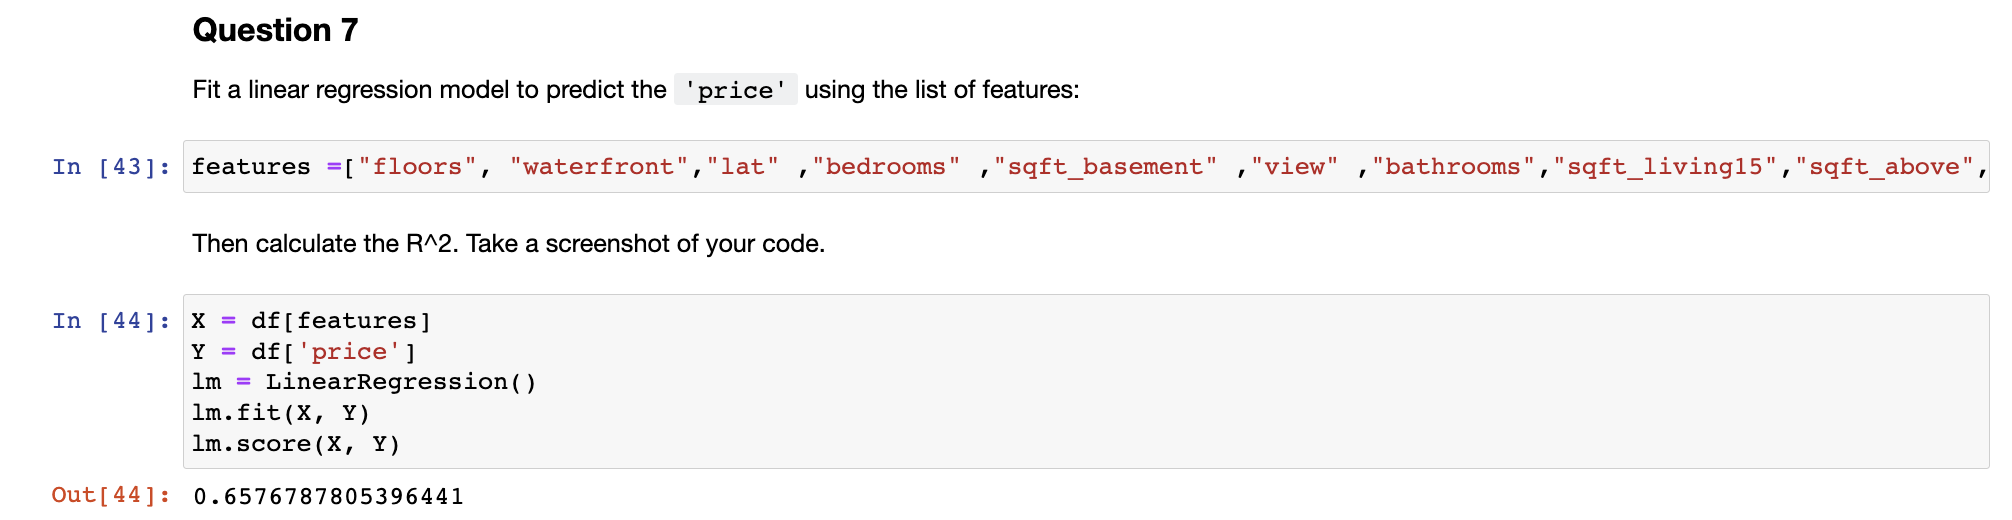 Question 7
Fit a linear regression model to predict the 'price' using the list of features:
In [43]: features =["floors", "waterfront","lat" ,"bedrooms" ,"sqft_basement" ,"view" ,"bathrooms","sqft_living15","sqft_above",
Then calculate the R^2. Take a screenshot of your code.
In [44]: X = df[features]
Y = df['price']
lm = LinearRegression()
lm.fit(X, Y)
lm.score(X, Y)
Out[44]: 0.6576787805396441